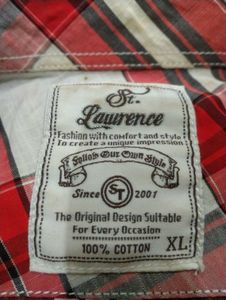 St.
Lawrence
Fashion with comfort and style
To create a unique impression
Follow Our Own Style
Since ST 2001
The Original Design Suitable
For Every Occasion
100% COTTON XL